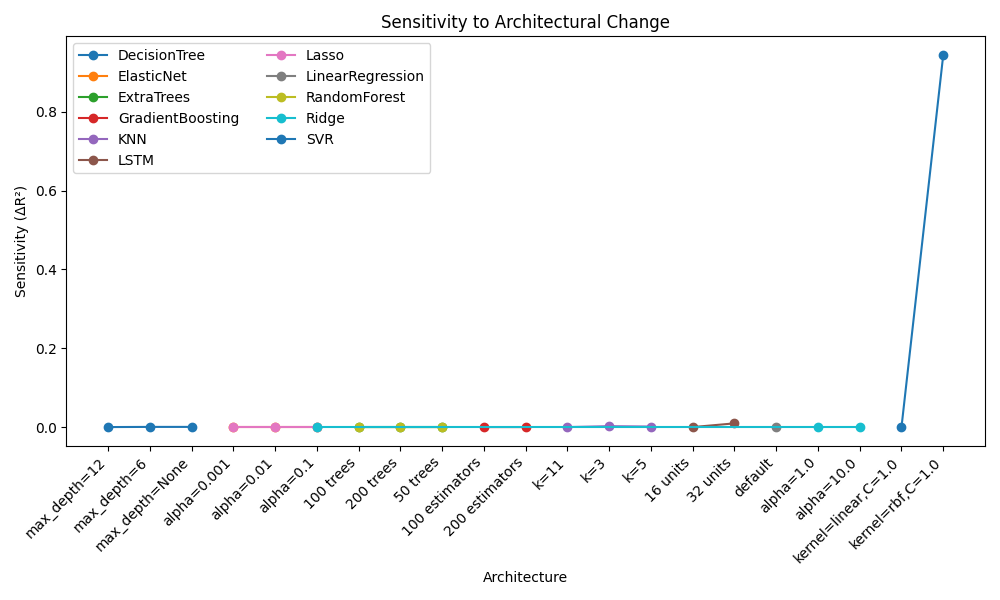 Sensitivity to Architectural Change
DecisionTree
ElasticNet
ExtraTrees
GradientBoosting
KNN
LSTM
Lasso
LinearRegression
RandomForest
Ridge
SVR
Sensitivity (ΔR²)
0.8
0.6
0.4
0.2
0.0
max_depth=12
max_depth=6
max_depth=None
alpha=0.001
alpha=0.01
alpha=0.1
100 trees
200 trees
50 trees
100 estimators
200 estimators
k=11
k=3
k=5
16 units
32 units
default
alpha=1.0
alpha=10.0
kernel=linear,C=1.0
kernel=rbf,C=1.0
Architecture